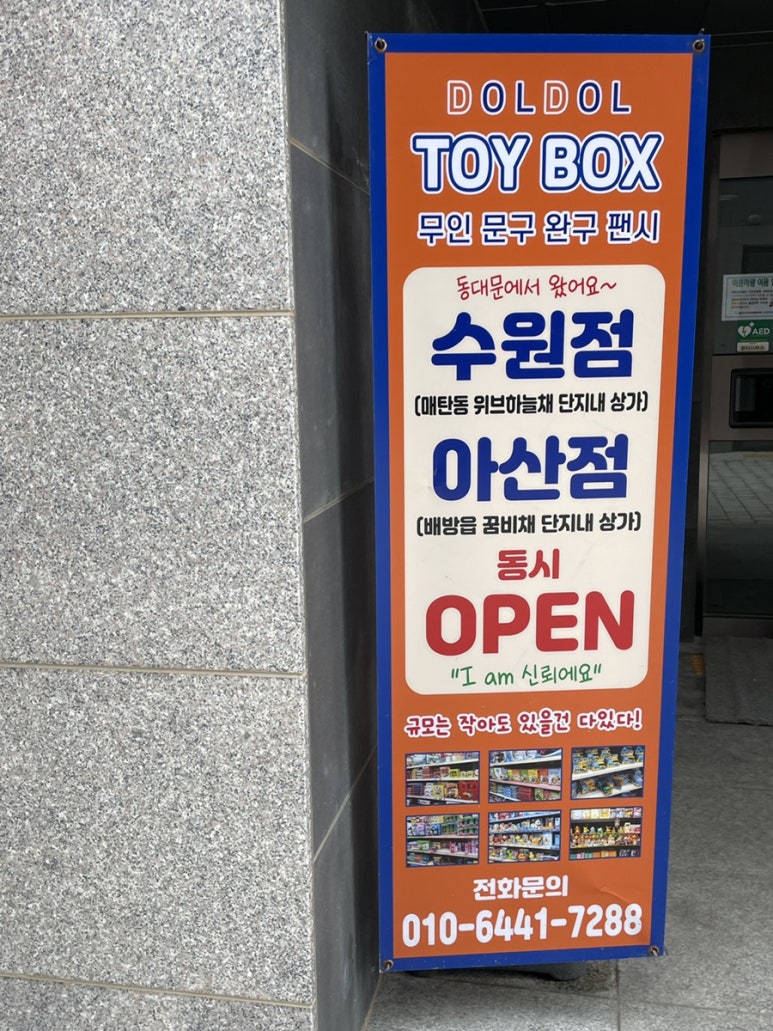 DOLDOL
TOY BOX
무인 문구 완구 팬시
동대문에서 왔어요~
수원점
(매탄동 위브하늘채 단지내 상가)
아산점
(배방읍 꿈비채 단지내 상가)
동시
OPEN
"I am 신뢰에요"
규모는 작아도 있을건 다있다!
전화문의
010-6441-7288
AED